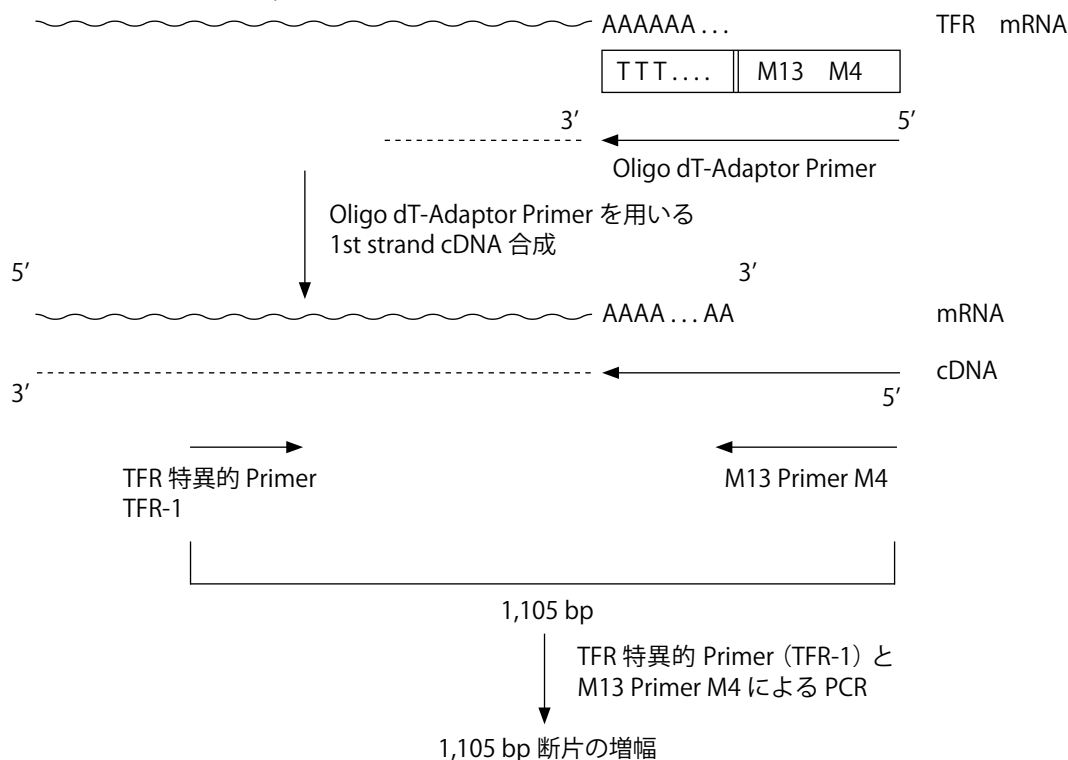 AAAAAA... TFR mRNA
TTT.... M13 M4
3′ 5′
Oligo dT-Adaptor Primer
Oligo dT-Adaptor Primer を用いる
1st strand cDNA 合成
5′ 3′
AAAA...AA mRNA
cDNA
3′ 5′
TFR 特異的 Primer M13 Primer M4
TFR-1
1,105 bp
TFR 特異的 Primer（TFR-1）と
M13 Primer M4 による PCR
1,105 bp 断片の増幅